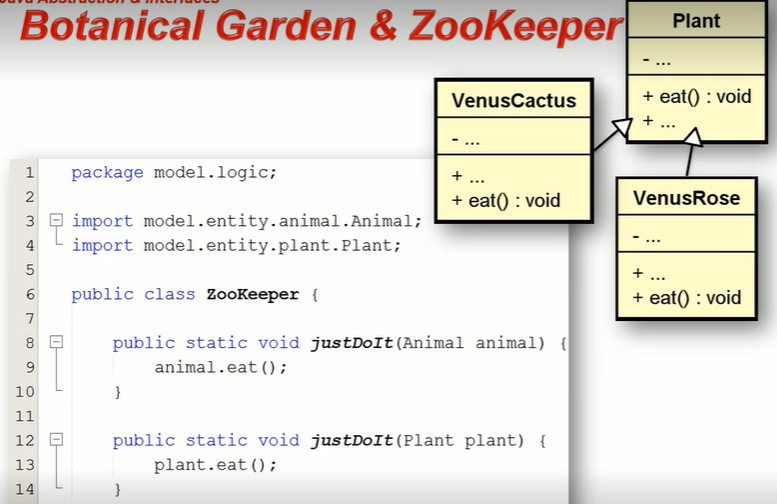 Java Abstraction & Interfaces
Botanical Garden & ZooKeeper
Plant
- ...
+ eat() : void
+ ...
VenusCactus
- ...
+ ...
+ eat() : void
VenusRose
- ...
+ ...
+ eat() : void
1 package model.logic;
2
3 import model.entity.animal.Animal;
4 import model.entity.plant.Plant;
5
6 public class ZooKeeper {
7
8 public static void justDoIt(Animal animal) {
9 animal.eat();
10 }
11
12 public static void justDoIt(Plant plant) {
13 plant.eat();
14 }